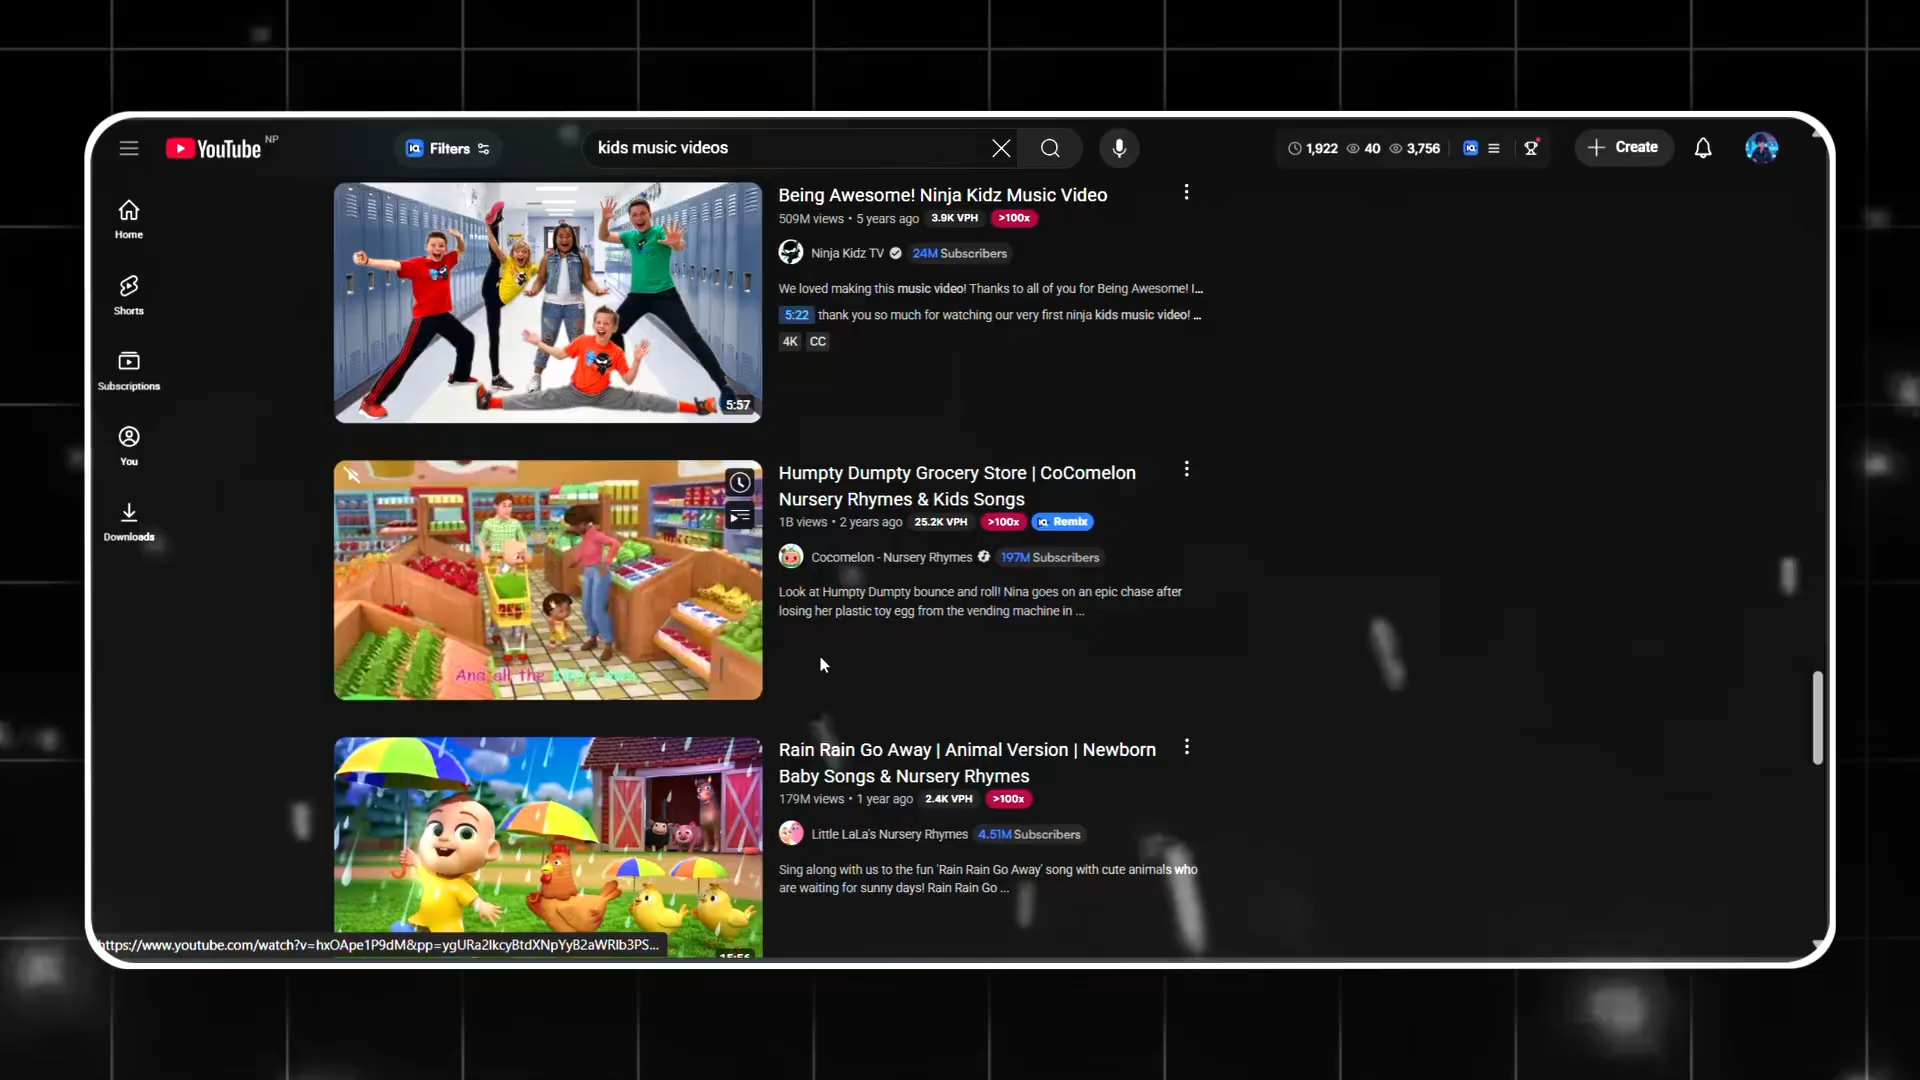 YouTube NP
Filters
kids music videos
1,922 40 3,756
Create
Home
Shorts
Subscriptions
You
Downloads
Being Awesome! Ninja Kidz Music Video
509M views • 5 years ago 3.9K VPH >100x
Ninja Kidz TV 24M Subscribers
We loved making this music video! Thanks to all of you for Being Awesome! I...
5:22 thank you so much for watching our very first ninja kids music video! ...
4K CC
5:57
Humpty Dumpty Grocery Store | CoComelon
Nursery Rhymes & Kids Songs
1B views • 2 years ago 25.2K VPH >100x Remix
Cocomelon - Nursery Rhymes 197M Subscribers
Look at Humpty Dumpty bounce and roll! Nina goes on an epic chase after
losing her plastic toy egg from the vending machine in ...
And all the king's men
Rain Rain Go Away | Animal Version | Newborn
Baby Songs & Nursery Rhymes
179M views • 1 year ago 2.4K VPH >100x
Little LaLa's Nursery Rhymes 4.51M Subscribers
Sing along with us to the fun 'Rain Rain Go Away' song with cute animals who
are waiting for sunny days! Rain Rain Go ...
15:56
https://www.youtube.com/watch?v=hxOApe1P9dM&pp=ygURa2lkcyBtdXNpYyB2aWRlb3PS...